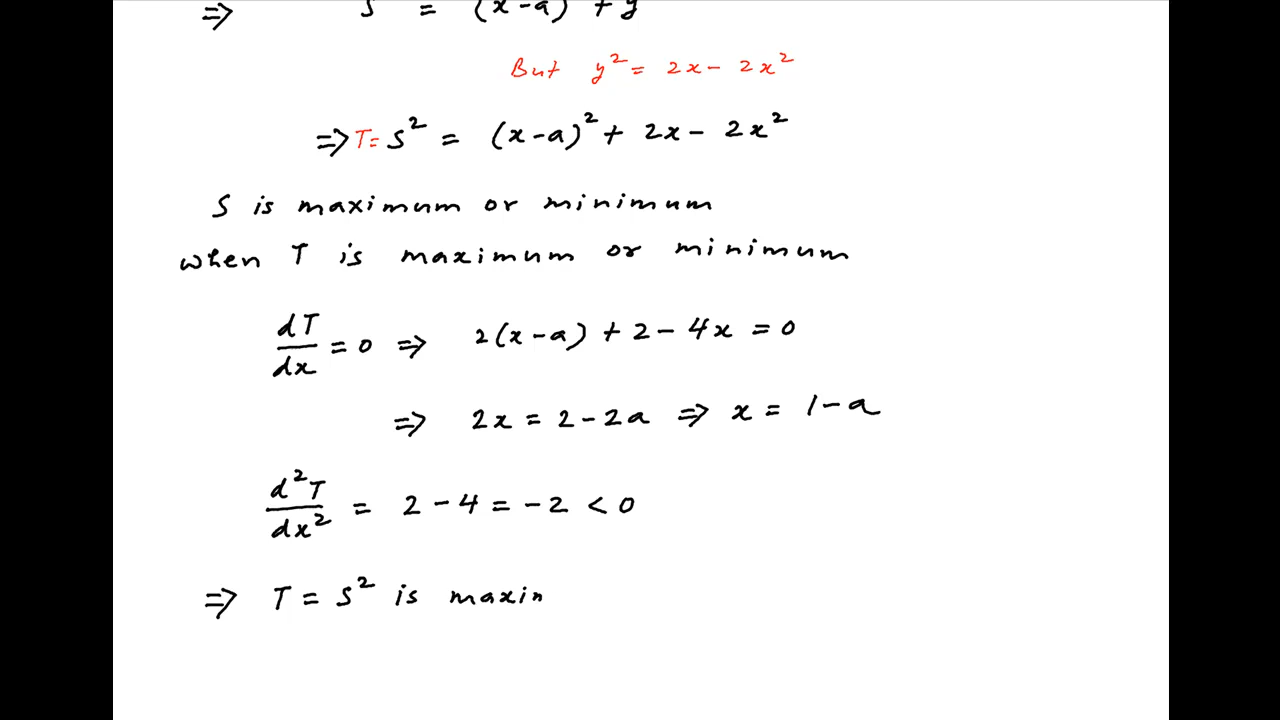 ⇒ S = (x-a) + y
But y² = 2x - 2x²
⇒ T = S² = (x-a)² + 2x - 2x²
S is maximum or minimum
when T is maximum or minimum
dT/dx = 0 ⇒ 2(x-a) + 2 - 4x = 0
⇒ 2x = 2 - 2a ⇒ x = 1 - a
d²T/dx² = 2 - 4 = -2 < 0
⇒ T = S² is maxin